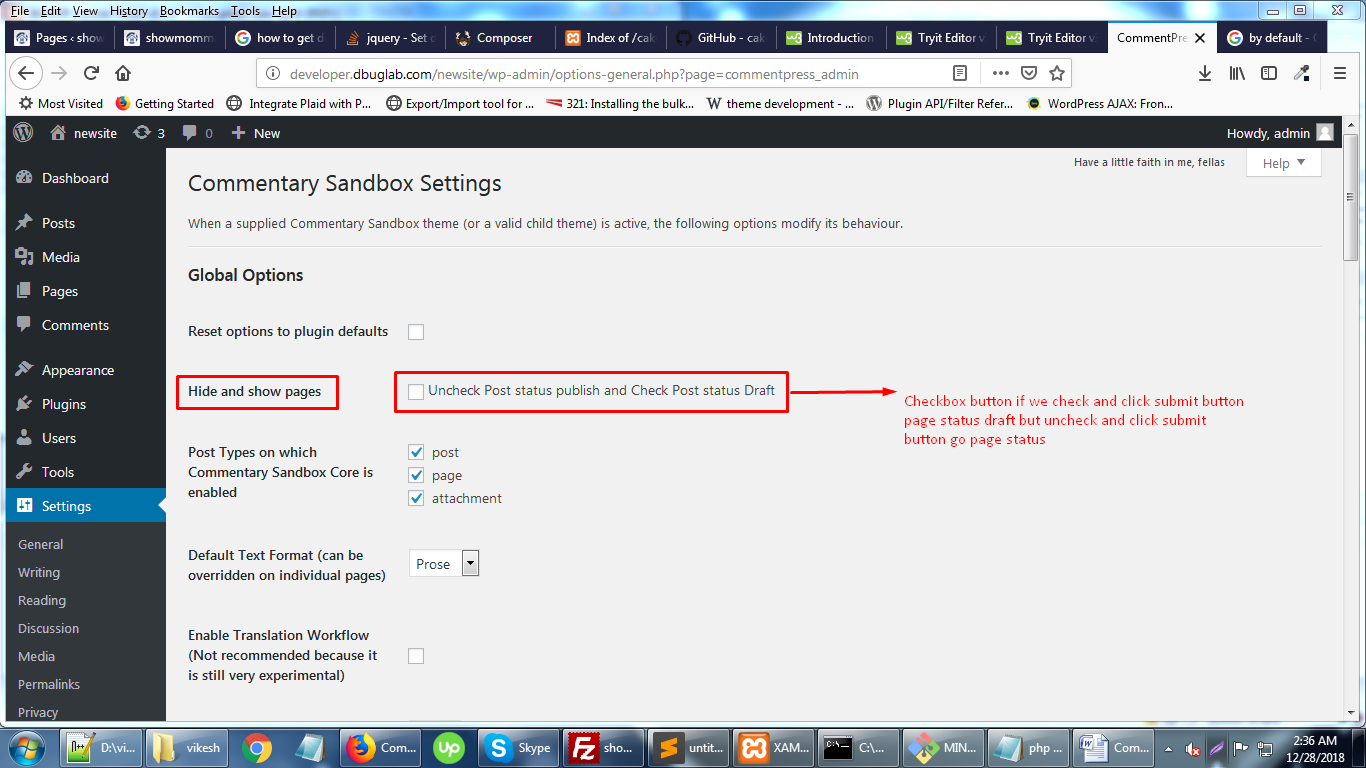 File Edit View History Bookmarks Tools Help
Pages ‹ show
showmomm
how to get d
jquery - Set c
Composer
Index of /cak
GitHub - cak
Introduction
Tryit Editor v
Tryit Editor v
CommentPre
by default - G
developer.dbuglab.com/newsite/wp-admin/options-general.php?page=commentpress_admin
Most Visited Getting Started Integrate Plaid with P... Export/Import tool for ... 321: Installing the bulk... theme development - ... Plugin API/Filter Refer... WordPress AJAX: Fron...
newsite 3 0 + New Howdy, admin
Have a little faith in me, fellas
Help
Dashboard
Posts
Media
Pages
Comments
Appearance
Plugins
Users
Tools
Settings
General
Writing
Reading
Discussion
Media
Permalinks
Privacy
Commentary Sandbox Settings
When a supplied Commentary Sandbox theme (or a valid child theme) is active, the following options modify its behaviour.
Global Options
Reset options to plugin defaults
Hide and show pages
Uncheck Post status publish and Check Post status Draft
Checkbox button if we check and click submit button
page status draft but uncheck and click submit
button go page status
Post Types on which
Commentary Sandbox Core is
enabled
post
page
attachment
Default Text Format (can be
overridden on individual pages)
Prose
Enable Translation Workflow
(Not recommended because it
is still very experimental)
D:\vi... vikesh Com... Up Skype Fz sho... untit... XAM... C:\... MIN... php ... Com...
2:36 AM
12/28/2018